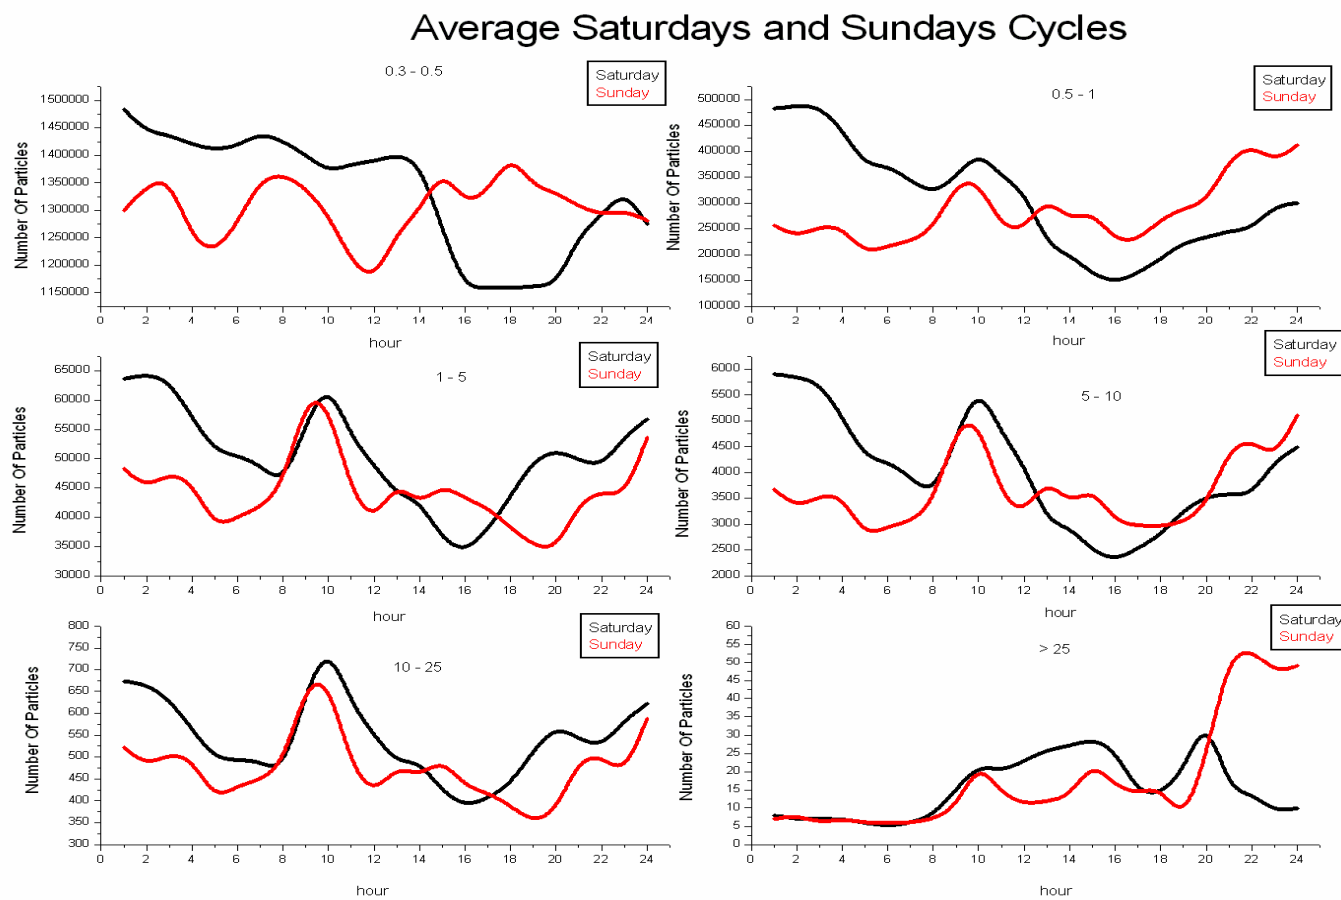 Average Saturdays and Sundays Cycles
0.3 - 0.5
Saturday
Sunday
Number Of Particles
1500000
1450000
1400000
1350000
1300000
1250000
1200000
1150000
0 2 4 6 8 10 12 14 16 18 20 22 24
hour
0.5 - 1
Saturday
Sunday
Number Of Particles
500000
450000
400000
350000
300000
250000
200000
150000
100000
0 2 4 6 8 10 12 14 16 18 20 22 24
hour
1 - 5
Saturday
Sunday
Number Of Particles
65000
60000
55000
50000
45000
40000
35000
30000
0 2 4 6 8 10 12 14 16 18 20 22 24
hour
5 - 10
Saturday
Sunday
Number Of Particles
6000
5500
5000
4500
4000
3500
3000
2500
2000
0 2 4 6 8 10 12 14 16 18 20 22 24
hour
10 - 25
Saturday
Sunday
Number Of Particles
800
750
700
650
600
550
500
450
400
350
300
0 2 4 6 8 10 12 14 16 18 20 22 24
hour
> 25
Saturday
Sunday
Number Of Particles
60
55
50
45
40
35
30
25
20
15
10
5
0
0 2 4 6 8 10 12 14 16 18 20 22 24
hour